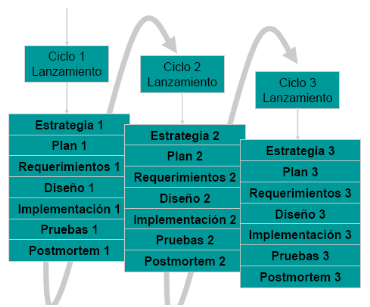 Ciclo 1
Lanzamiento
Estrategia 1
Plan 1
Requerimientos 1
Diseño 1
Implementación 1
Pruebas 1
Postmortem 1
Ciclo 2
Lanzamiento
Estrategia 2
Plan 2
Requerimientos 2
Diseño 2
Implementación 2
Pruebas 2
Postmortem 2
Ciclo 3
Lanzamiento
Estrategia 3
Plan 3
Requerimientos 3
Diseño 3
Implementación 3
Pruebas 3
Postmortem 3